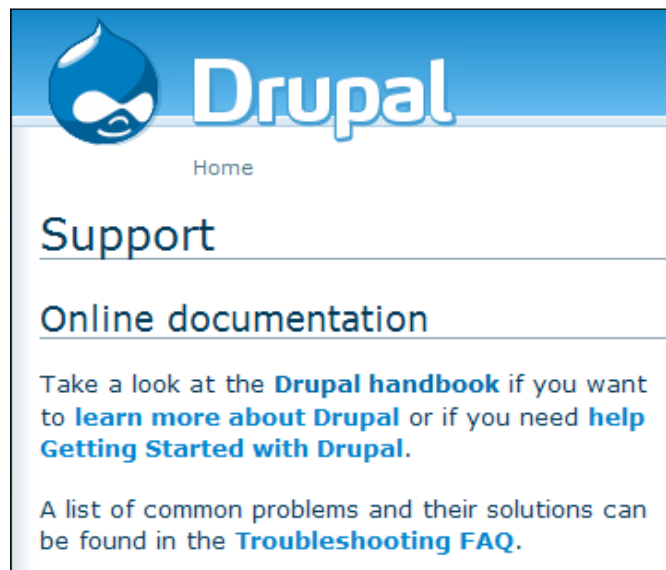 Drupal
Home
Support
Online documentation
Take a look at the Drupal handbook if you want
to learn more about Drupal or if you need help
Getting Started with Drupal.
A list of common problems and their solutions can
be found in the Troubleshooting FAQ.